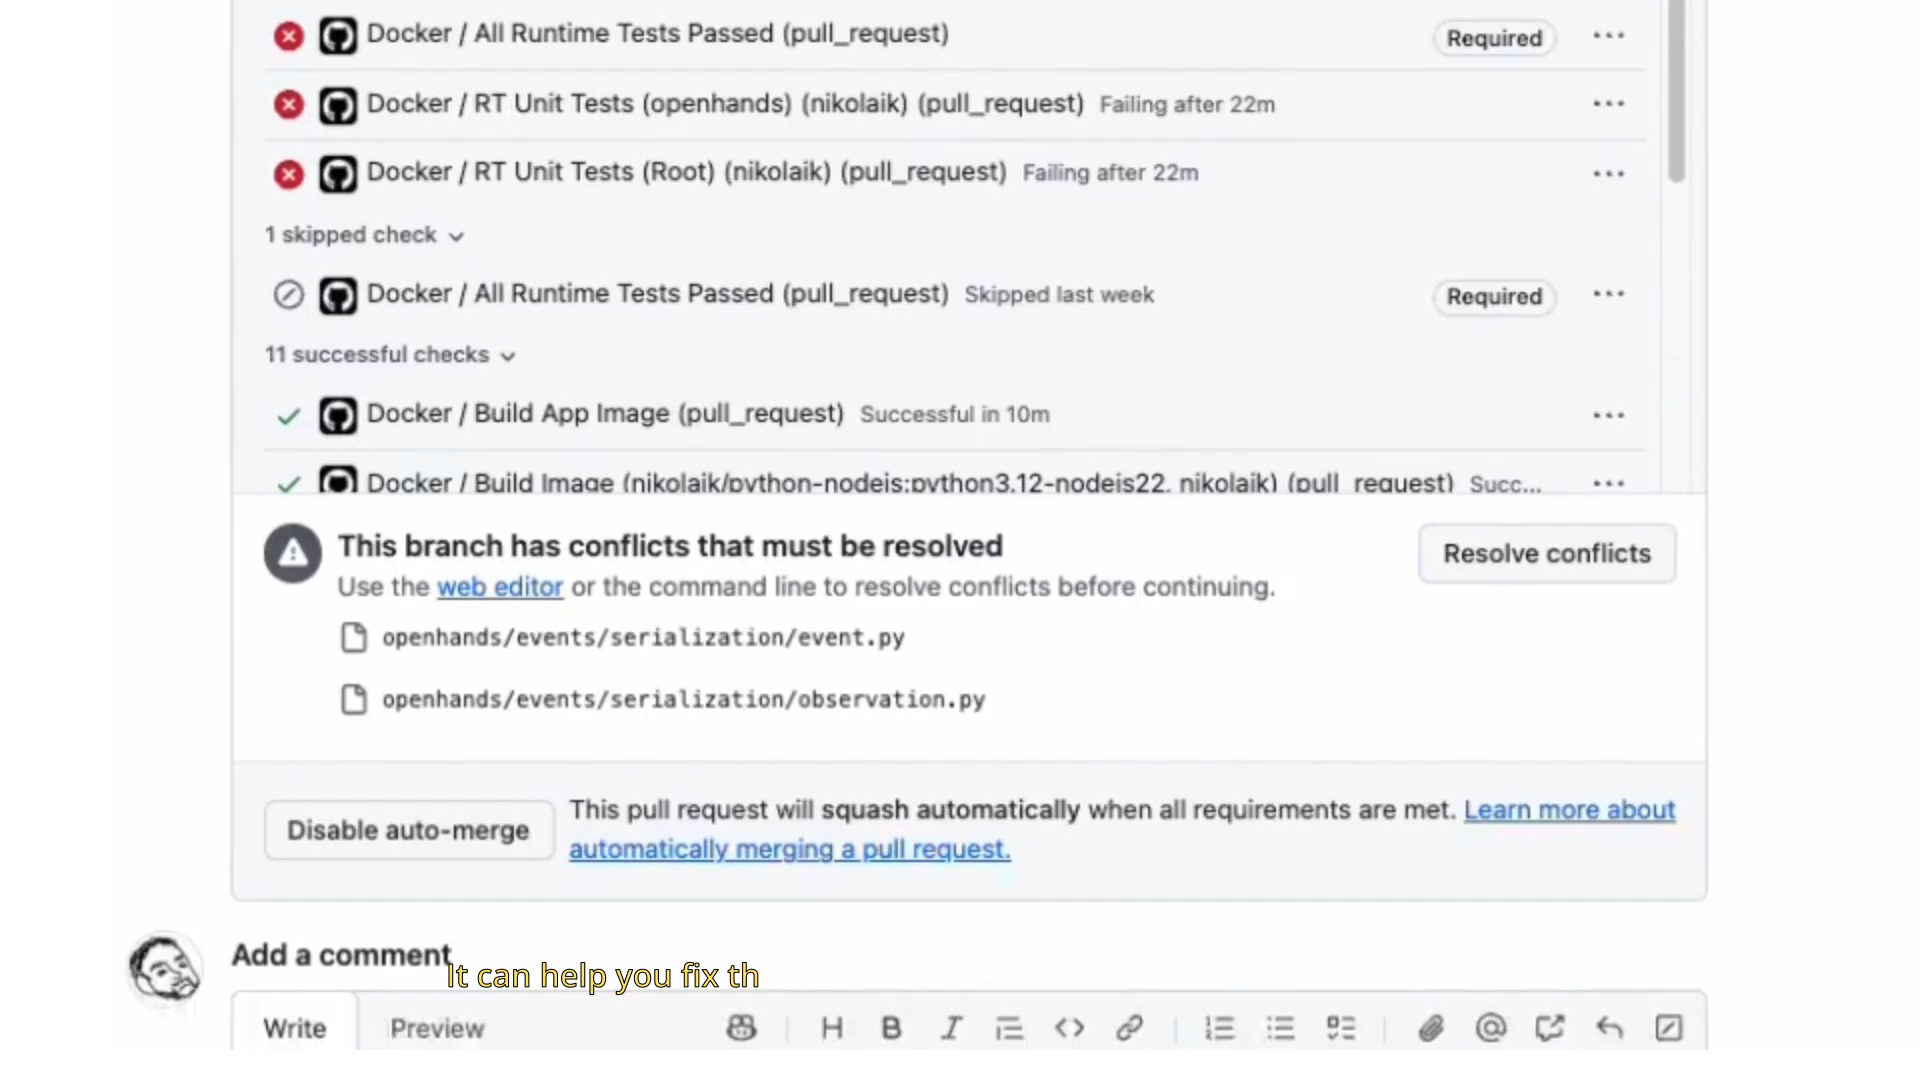 Docker / All Runtime Tests Passed (pull_request) Required
Docker / RT Unit Tests (openhands) (nikolaik) (pull_request) Failing after 22m
Docker / RT Unit Tests (Root) (nikolaik) (pull_request) Failing after 22m
1 skipped check
Docker / All Runtime Tests Passed (pull_request) Skipped last week Required
11 successful checks
Docker / Build App Image (pull_request) Successful in 10m
Docker / Build Image (nikolaik/python-nodejs:python3.12-nodejs22, nikolaik) (pull_request) Succ...
This branch has conflicts that must be resolved
Resolve conflicts
Use the web editor or the command line to resolve conflicts before continuing.
openhands/events/serialization/event.py
openhands/events/serialization/observation.py
Disable auto-merge
This pull request will squash automatically when all requirements are met. Learn more about
automatically merging a pull request.
Add a comment
It can help you fix th
Write Preview